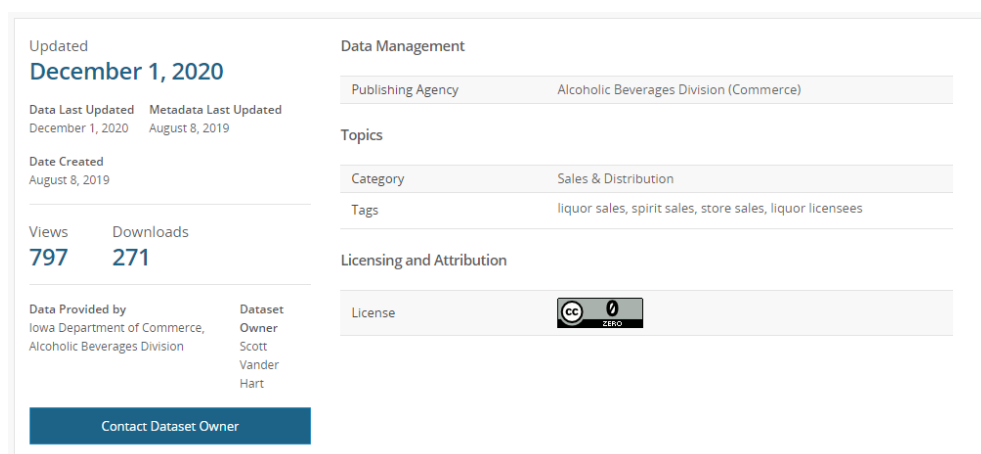 Updated
December 1, 2020
Data Last Updated Metadata Last Updated
December 1, 2020 August 8, 2019
Date Created
August 8, 2019
Views Downloads
797 271
Data Provided by
Iowa Department of Commerce,
Alcoholic Beverages Division
Dataset
Owner
Scott
Vander
Hart
Contact Dataset Owner
Data Management
Publishing Agency Alcoholic Beverages Division (Commerce)
Topics
Category Sales & Distribution
Tags liquor sales, spirit sales, store sales, liquor licensees
Licensing and Attribution
License
cc 0
ZERO